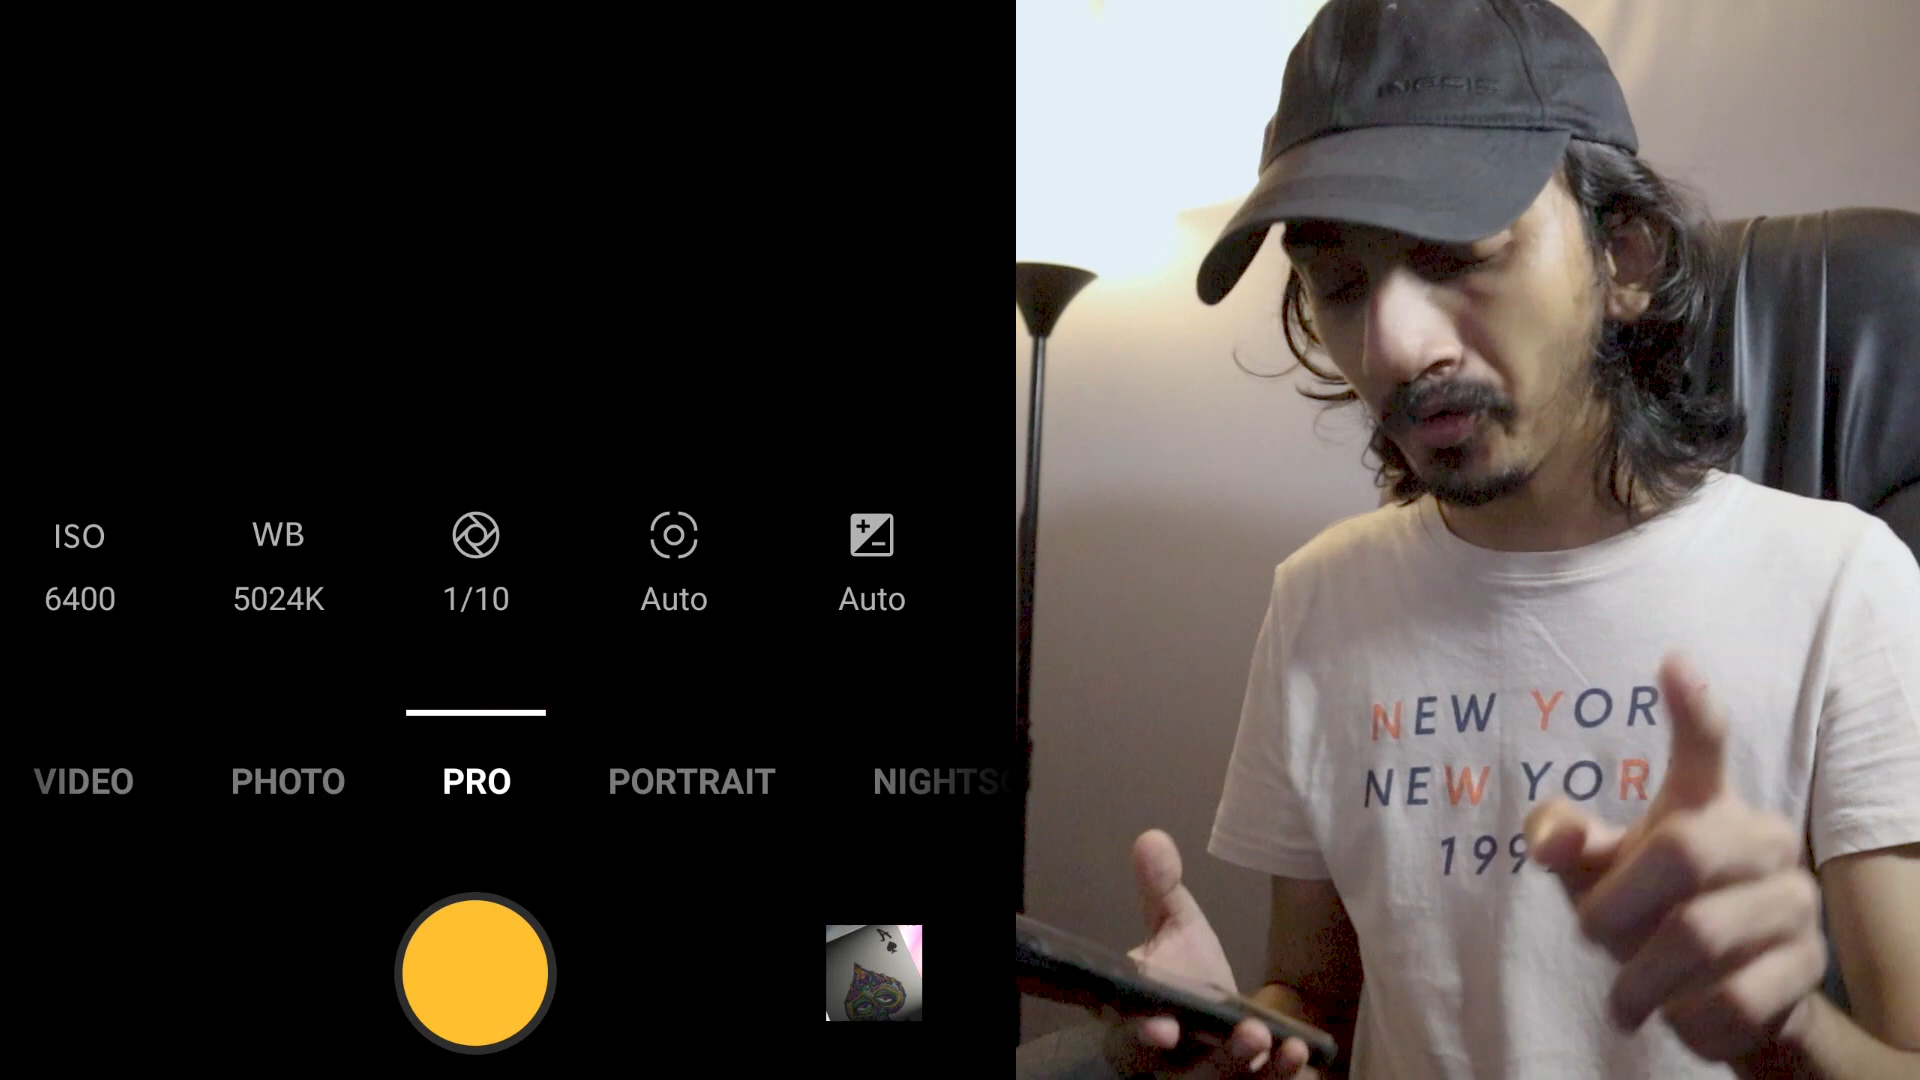 ISO
WB
6400
5024K
1/10
Auto
Auto
VIDEO
PHOTO
PRO
PORTRAIT
A
NEW YOR
NEW YOR
199